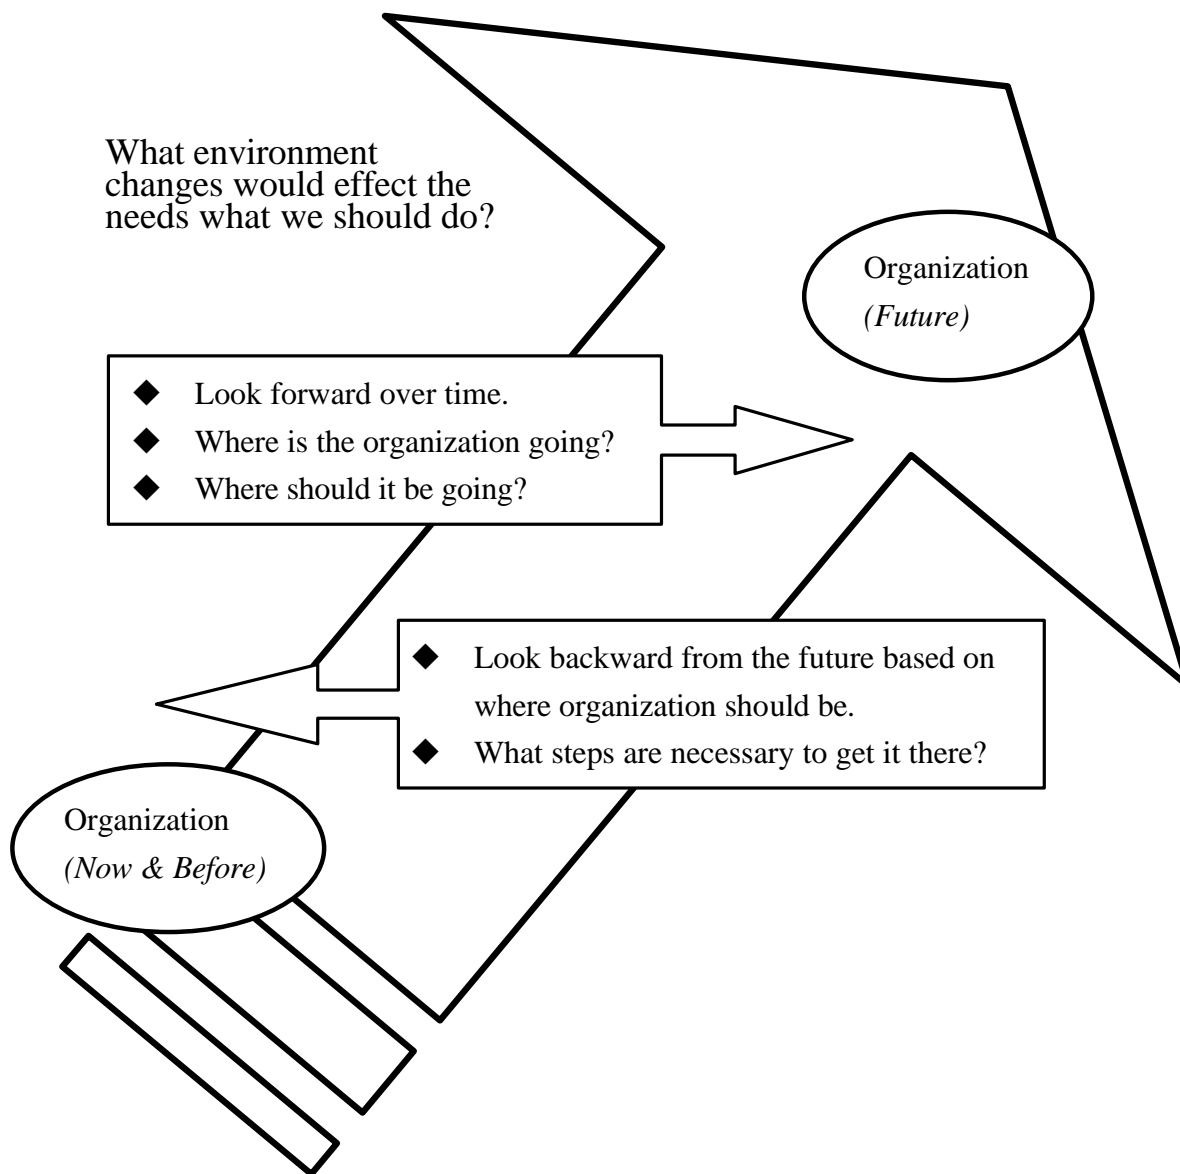 What environment
changes would effect the
needs what we should do?
Organization
(Future)
◆ Look forward over time.
◆ Where is the organization going?
◆ Where should it be going?
◆ Look backward from the future based on
where organization should be.
◆ What steps are necessary to get it there?
Organization
(Now & Before)